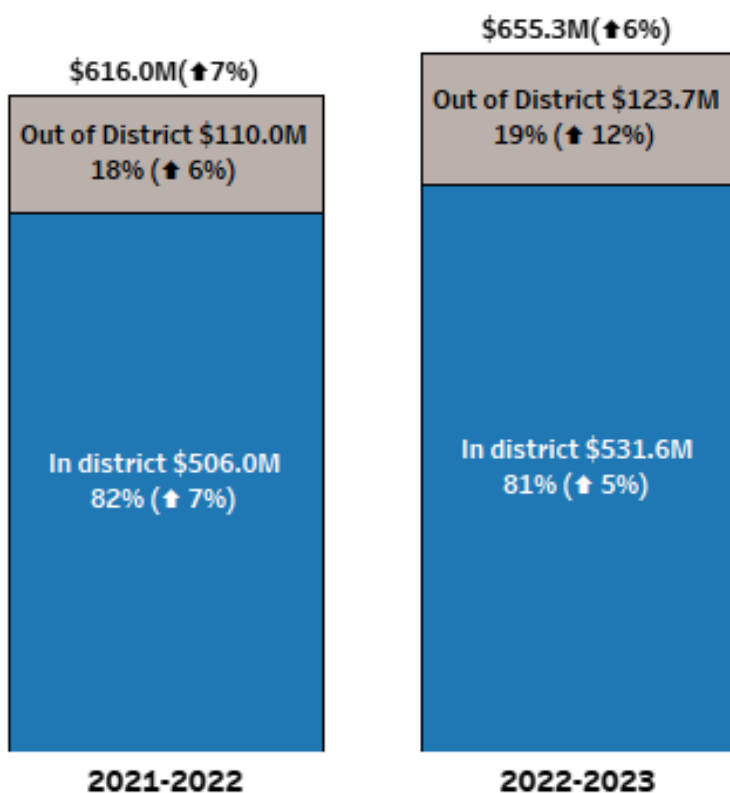 $616.0M(⬆7%)
Out of District $110.0M
18% (⬆ 6%)
In district $506.0M
82% (⬆ 7%)
2021-2022
$655.3M(⬆6%)
Out of District $123.7M
19% (⬆ 12%)
In district $531.6M
81% (⬆ 5%)
2022-2023